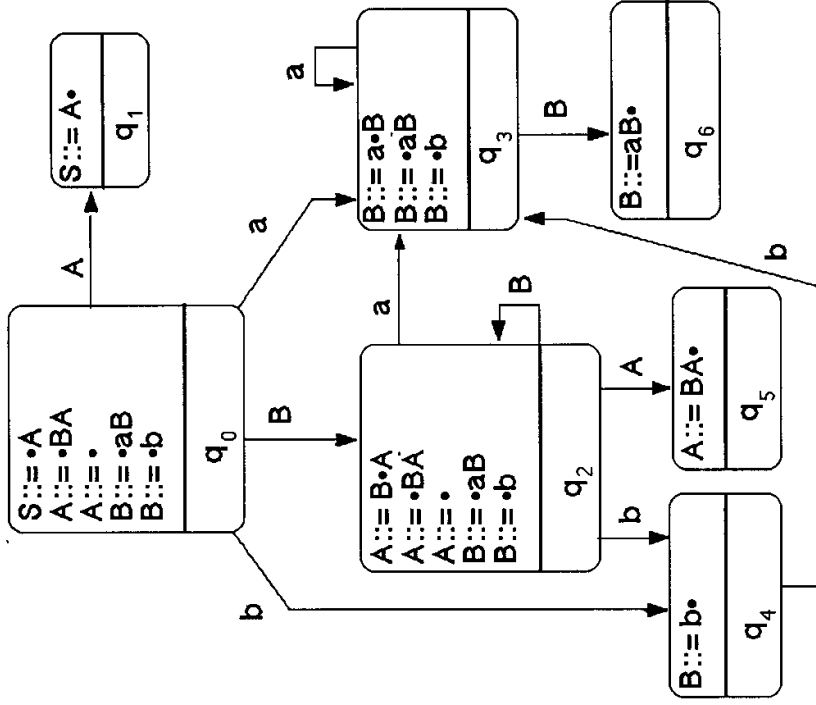 S::= •A
A::= •BA
A::= •
B::= •aB
B::= •b
q0
A
S::= A•
q1
a
B
b
a
B::= a•B
B::= •aB
B::= •b
q3
a
B
A::= B•A
A::= •BA
A::= •
B::= •aB
B::= •b
q2
B
b
A
B::=aB•
q6
b
B::= b•
q4
A::= BA•
q5